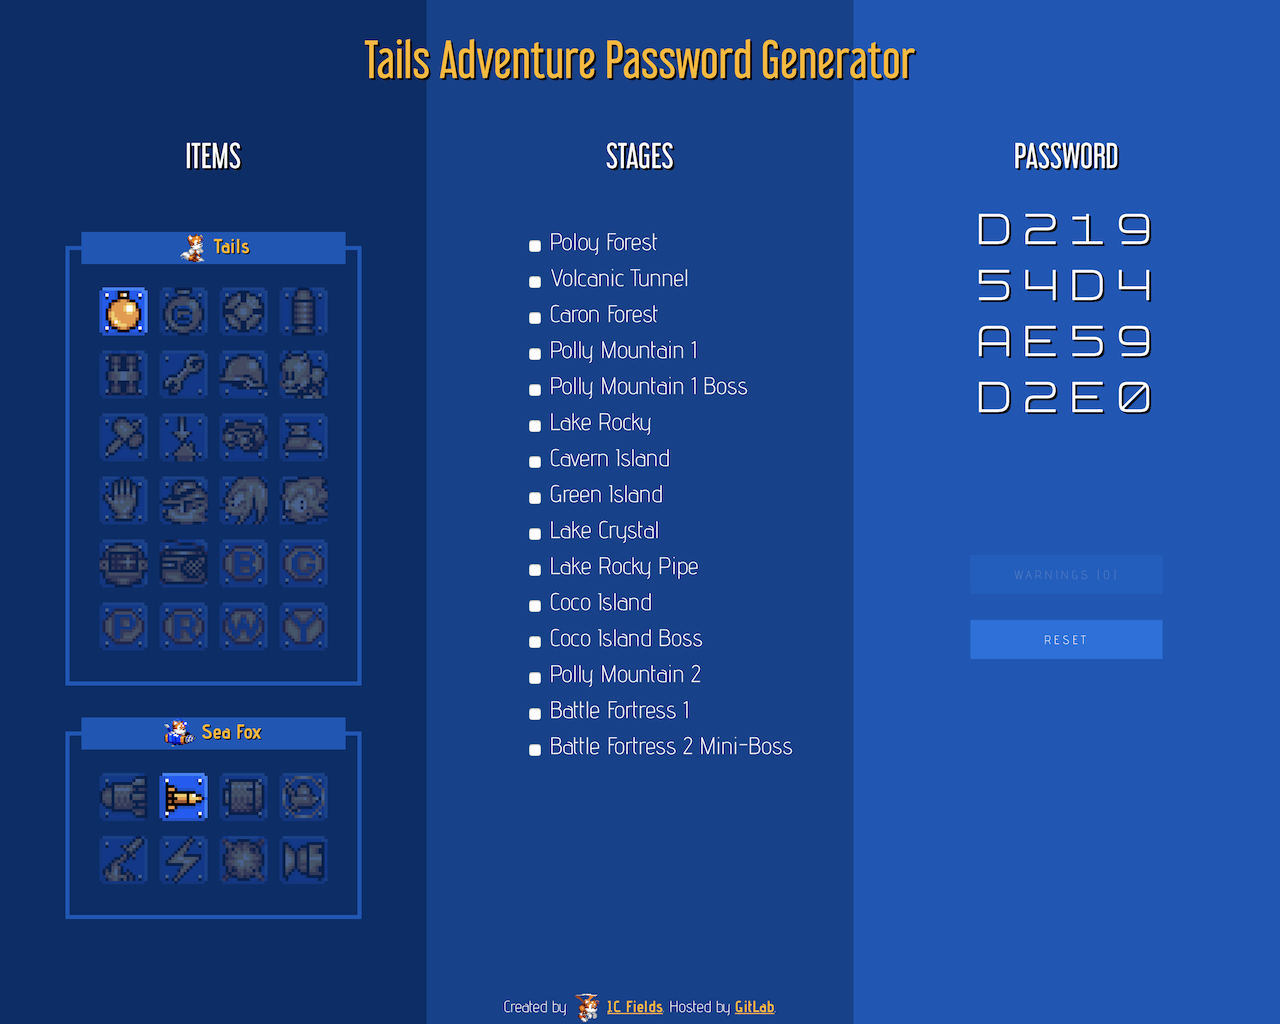 Tails Adventure Password Generator
ITEMS
Tails
B
G
P
R
W
Y
Sea Fox
STAGES
Poloy Forest
Volcanic Tunnel
Caron Forest
Polly Mountain 1
Polly Mountain 1 Boss
Lake Rocky
Cavern Island
Green Island
Lake Crystal
Lake Rocky Pipe
Coco Island
Coco Island Boss
Polly Mountain 2
Battle Fortress 1
Battle Fortress 2 Mini-Boss
PASSWORD
D219
54D4
AE59
D2E0
WARNINGS (0)
RESET
Created by JC Fields. Hosted by GitLab.